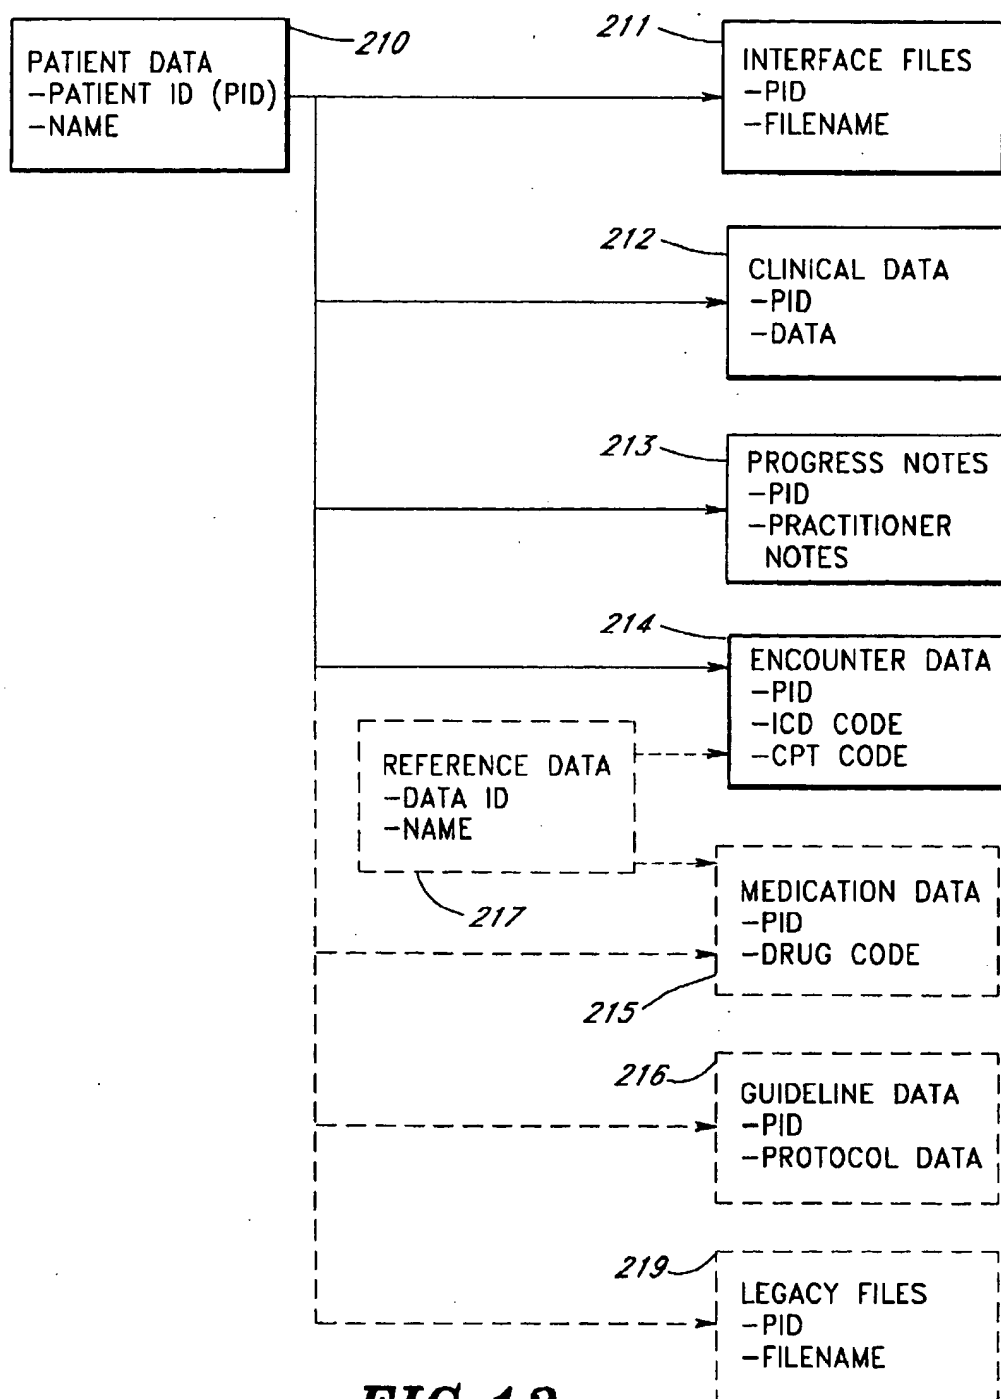 210
PATIENT DATA
-PATIENT ID (PID)
-NAME
211
INTERFACE FILES
-PID
-FILENAME
212
CLINICAL DATA
-PID
-DATA
213
PROGRESS NOTES
-PID
-PRACTITIONER
NOTES
214
ENCOUNTER DATA
-PID
-ICD CODE
-CPT CODE
REFERENCE DATA
-DATA ID
-NAME
217
MEDICATION DATA
-PID
-DRUG CODE
215
216
GUIDELINE DATA
-PID
-PROTOCOL DATA
219
LEGACY FILES
-PID
-FILENAME